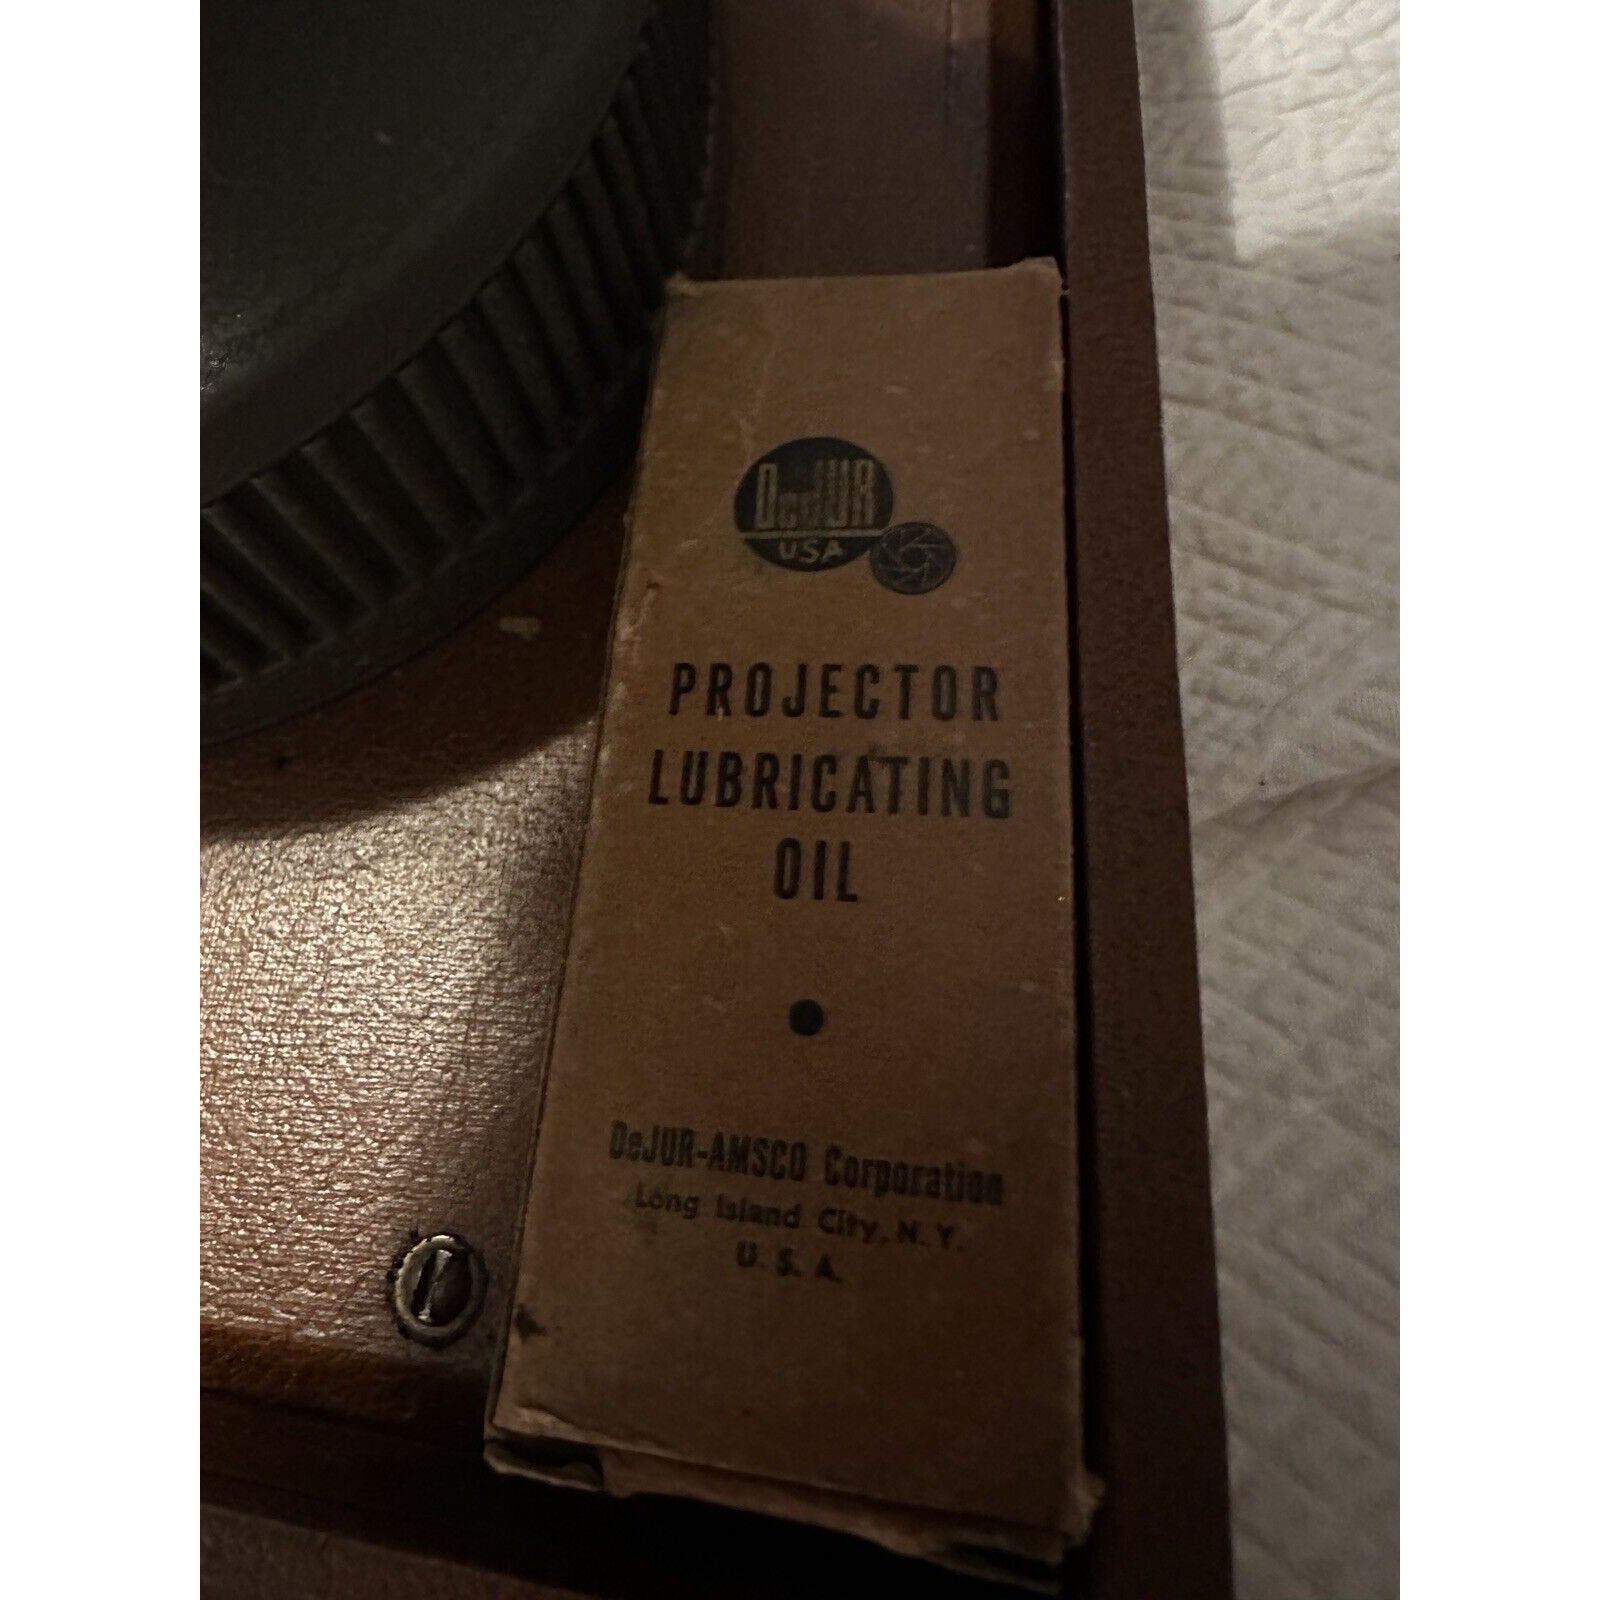 DeJUR
USA
PROJECTOR
LUBRICATING
OIL
DeJUR-AMSCO Corporation
Long Island City, N. Y.
U. S. A.